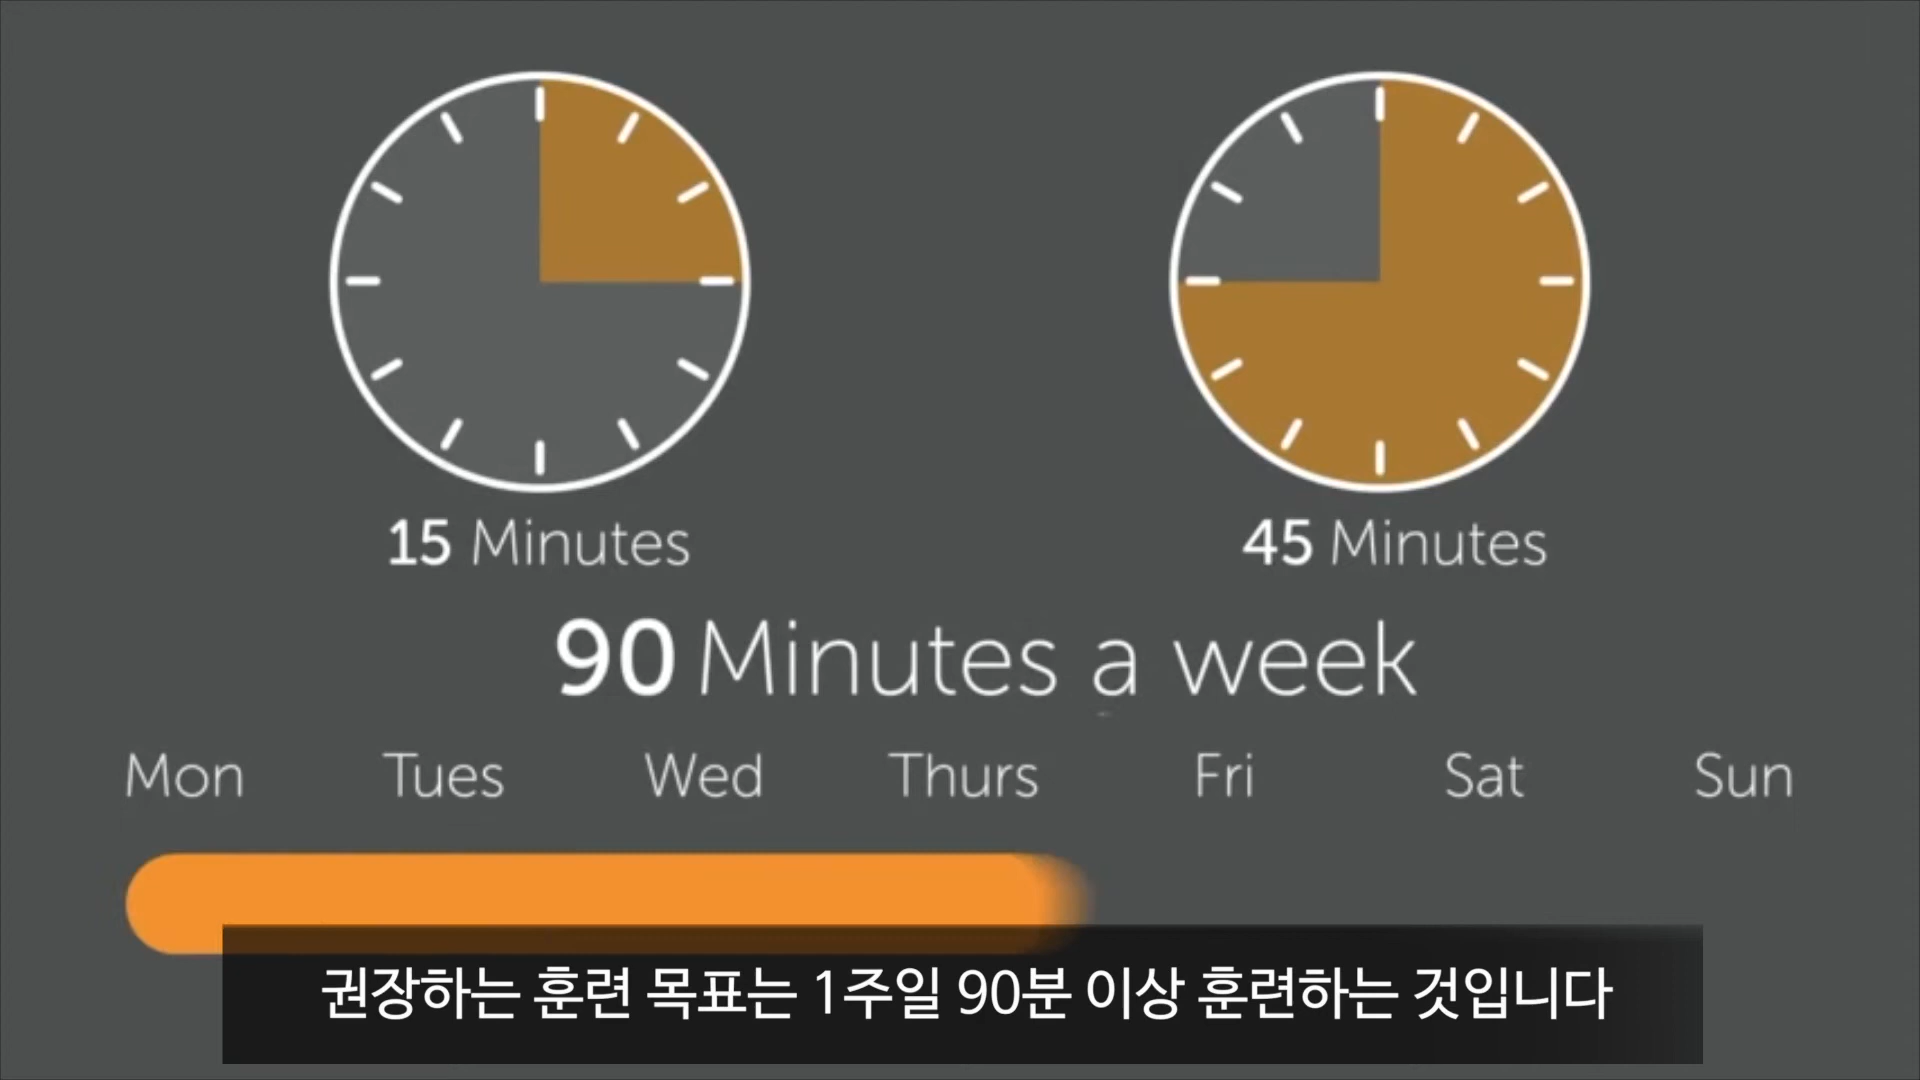 15 Minutes
45 Minutes
90 Minutes a week
Mon Tues Wed Thurs Fri Sat Sun
권장하는 훈련 목표는 1주일 90분 이상 훈련하는 것입니다